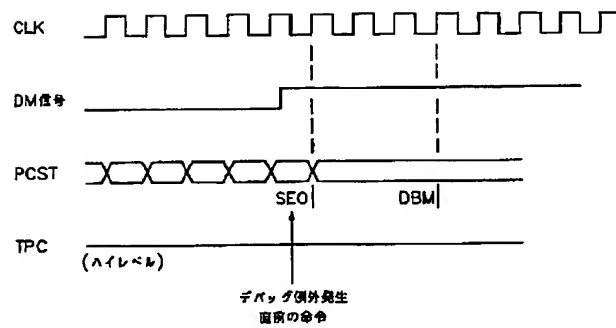 CLK
DM信号
PCST
SEO DBM
TPC
(ハイレベル)
デバッグ例外発生
直前の命令